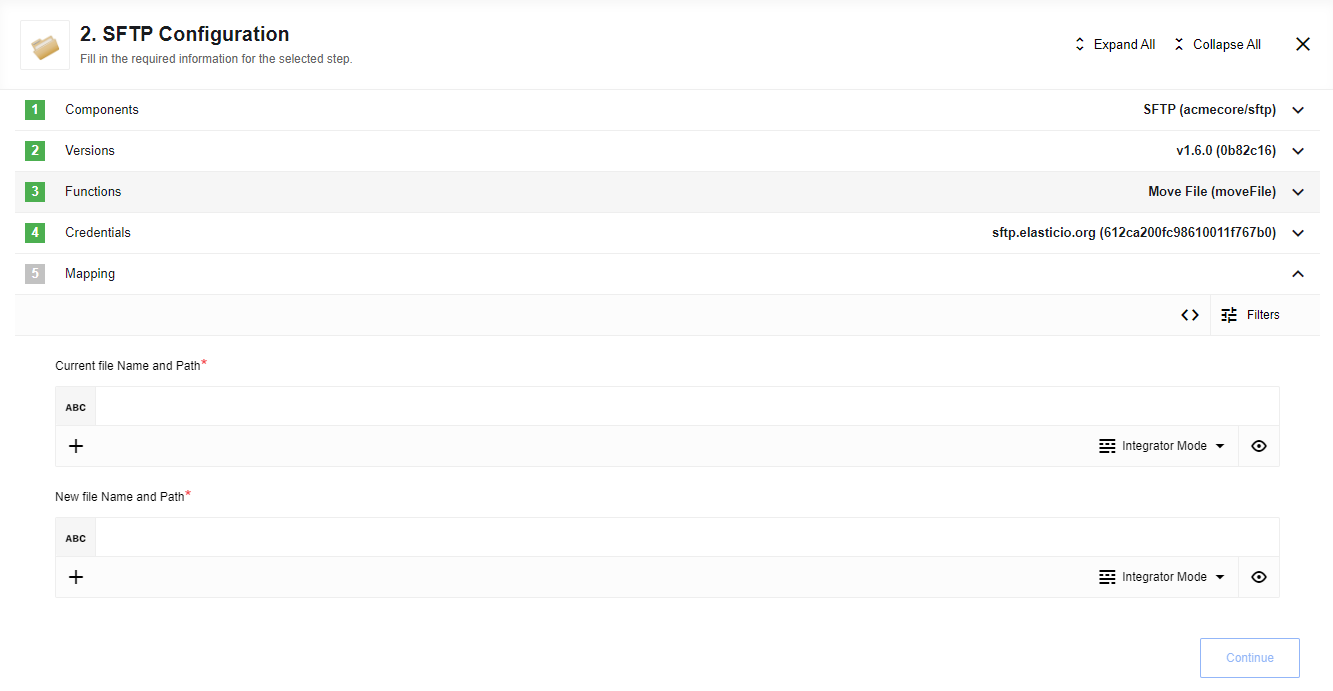 2. SFTP Configuration
Fill in the required information for the selected step.
Expand All
Collapse All
1 Components SFTP (acmecore/sftp)
2 Versions v1.6.0 (0b82c16)
3 Functions Move File (moveFile)
4 Credentials sftp.elasticio.org (612ca200fc98610011f767b0)
5 Mapping
Filters
Current file Name and Path*
ABC
Integrator Mode
New file Name and Path*
ABC
Integrator Mode
Continue